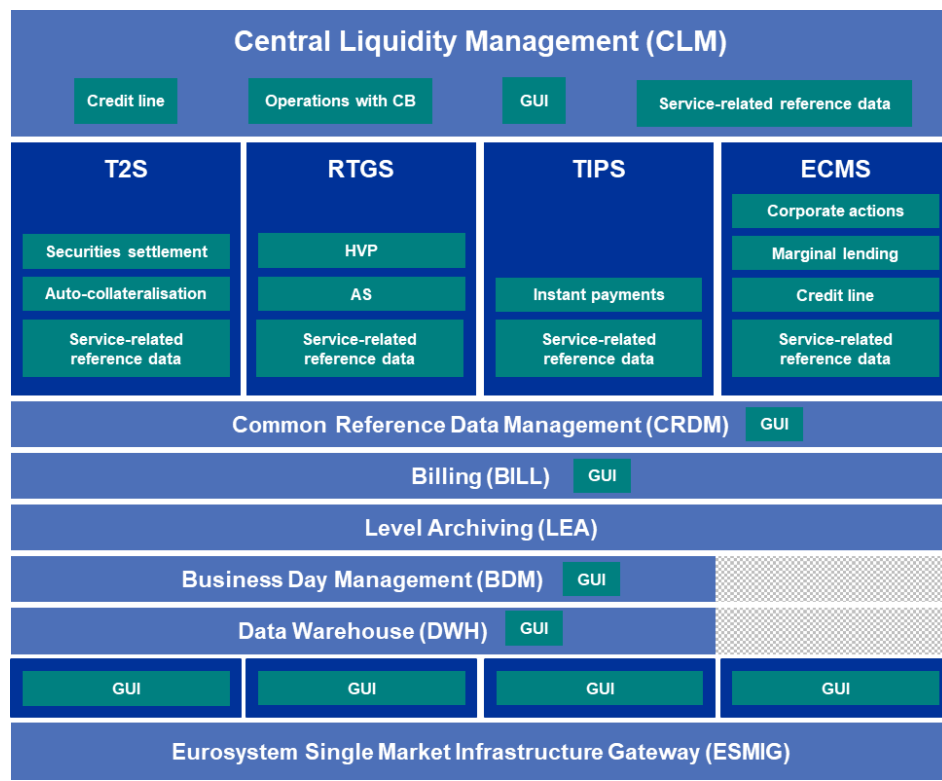 Central Liquidity Management (CLM)
Credit line
Operations with CB
GUI
Service-related reference data
T2S
Securities settlement
Auto-collateralisation
Service-related
reference data
RTGS
HVP
AS
Service-related
reference data
TIPS
Instant payments
Service-related
reference data
ECMS
Corporate actions
Marginal lending
Credit line
Service-related
reference data
Common Reference Data Management (CRDM)
GUI
Billing (BILL)
GUI
Level Archiving (LEA)
Business Day Management (BDM)
GUI
Data Warehouse (DWH)
GUI
GUI
GUI
GUI
GUI
Eurosystem Single Market Infrastructure Gateway (ESMIG)